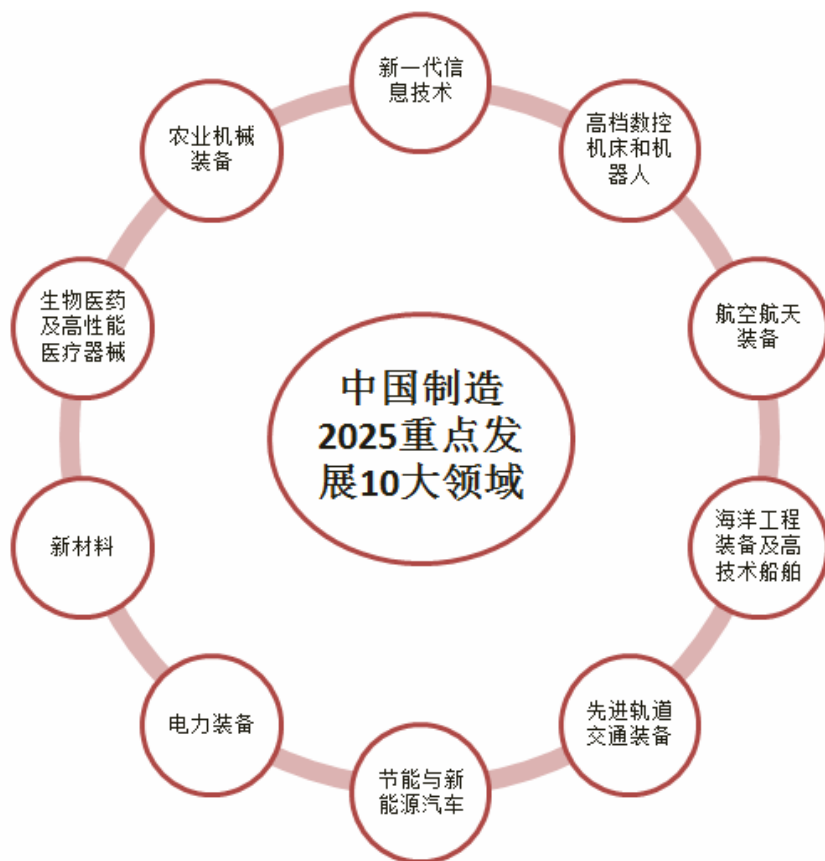 中国制造
2025重点发
展10大领域
新一代信
息技术
高档数控
机床和机
器人
航空航天
装备
海洋工程
装备及高
技术船舶
先进轨道
交通装备
节能与新
能源汽车
电力装备
新材料
生物医药
及高性能
医疗器械
农业机械
装备